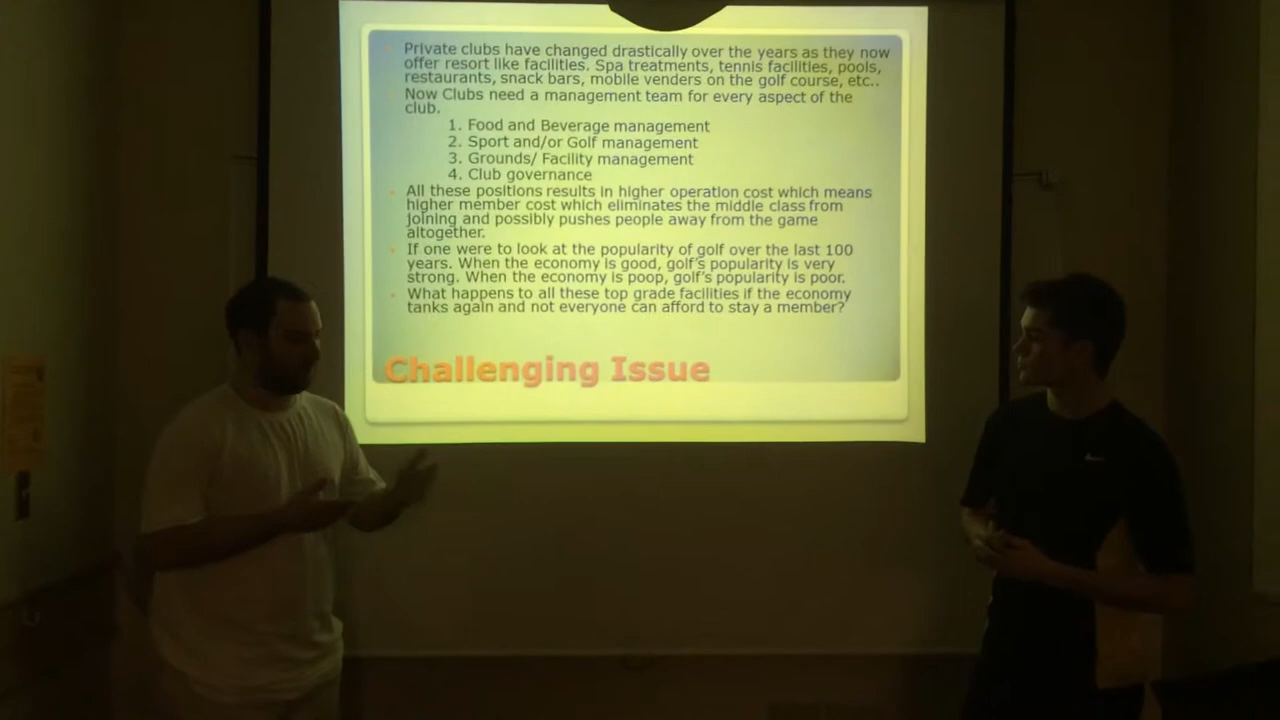 Private clubs have changed drastically over the years as they now
offer resort like facilities. Spa treatments, tennis facilities, pools,
restaurants, snack bars, mobile venders on the golf course, etc..
Now Clubs need a management team for every aspect of the
club.
1. Food and Beverage management
2. Sport and/or Golf management
3. Grounds/ Facility management
4. Club governance
All these positions results in higher operation cost which means
higher member cost which eliminates the middle class from
joining and possibly pushes people away from the game
altogether.
If one were to look at the popularity of golf over the last 100
years. When the economy is good, golf's popularity is very
strong. When the economy is poop, golf's popularity is poor.
What happens to all these top grade facilities if the economy
tanks again and not everyone can afford to stay a member?
Challenging Issue